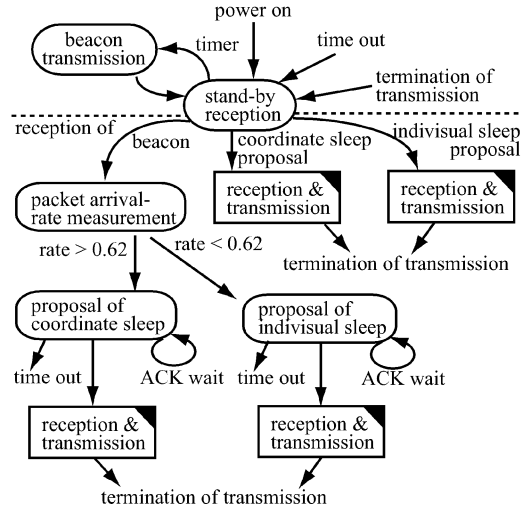 power on
beacon
transmission
timer
time out
stand-by
reception
termination of
transmission
reception of
beacon
coordinate sleep
proposal
indivisual sleep
proposal
packet arrival-
rate measurement
reception &
transmission
reception &
transmission
rate > 0.62
rate < 0.62
termination of transmission
proposal of
coordinate sleep
proposal of
indivisual sleep
time out
ACK wait
time out
ACK wait
reception &
transmission
reception &
transmission
termination of transmission